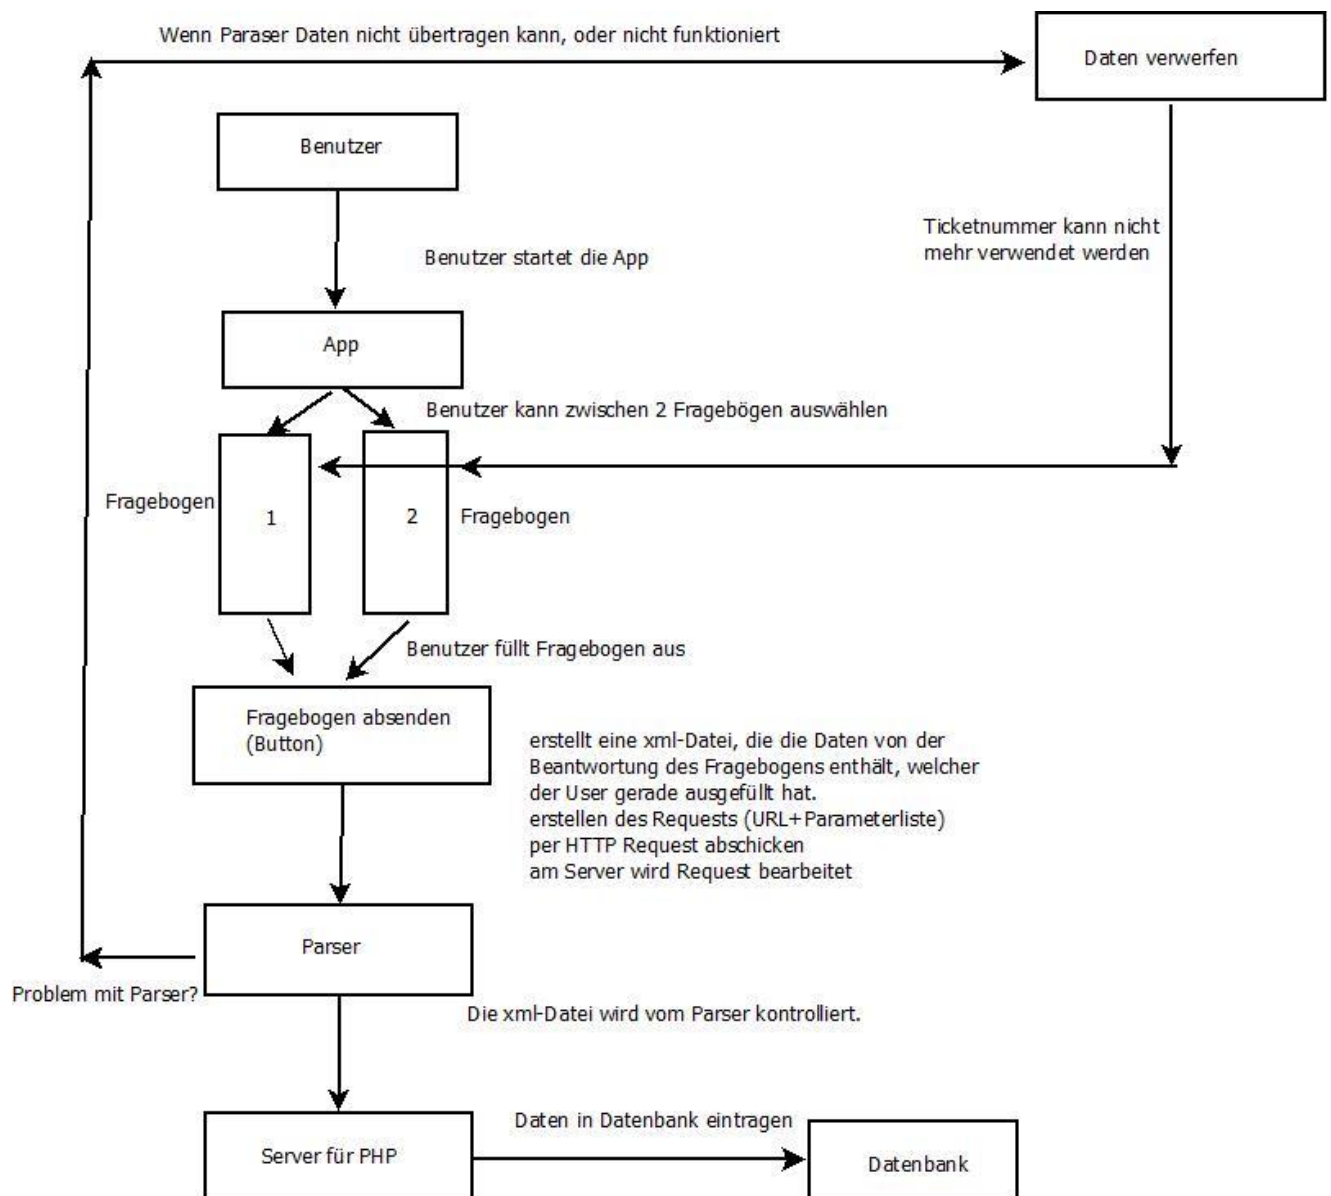 Wenn Paraser Daten nicht übertragen kann, oder nicht funktioniert
Daten verwerfen
Benutzer
Ticketnummer kann nicht
mehr verwendet werden
Benutzer startet die App
App
Benutzer kann zwischen 2 Fragebögen auswählen
Fragebogen
1
2
Fragebogen
Benutzer füllt Fragebogen aus
Fragebogen absenden
(Button)
erstellt eine xml-Datei, die die Daten von der
Beantwortung des Fragebogens enthält, welcher
der User gerade ausgefüllt hat.
erstellen des Requests (URL+Parameterliste)
per HTTP Request abschicken
am Server wird Request bearbeitet
Parser
Problem mit Parser?
Die xml-Datei wird vom Parser kontrolliert.
Daten in Datenbank eintragen
Server für PHP
Datenbank